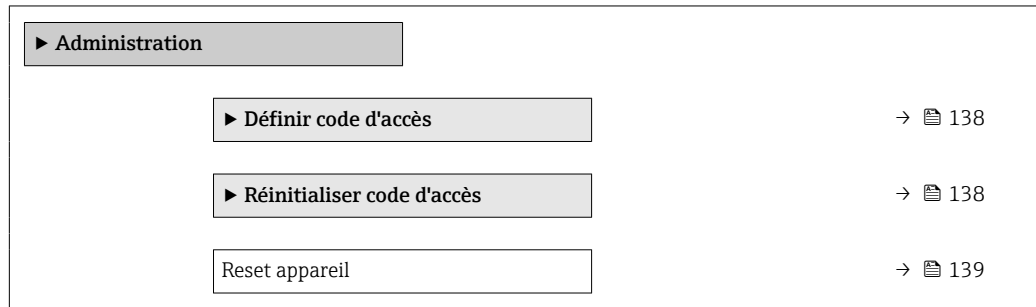 ▶ Administration
▶ Définir code d'accès → 138
▶ Réinitialiser code d'accès → 138
Reset appareil → 139